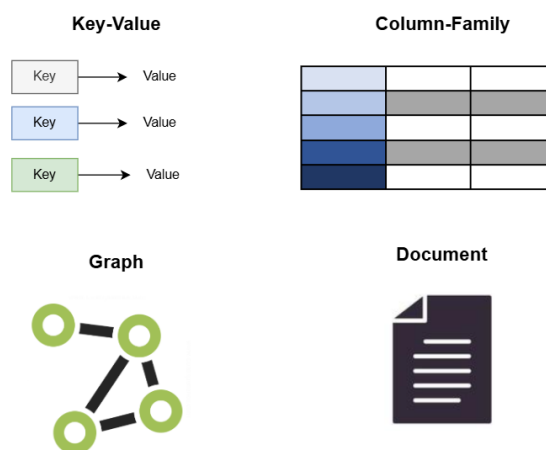 Key-Value
Column-Family
Key
Value
Key
Value
Key
Value
Graph
Document